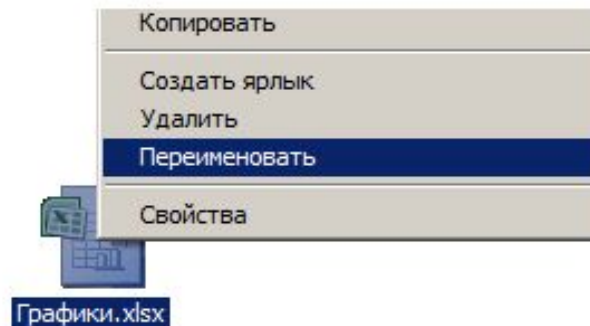 Копировать
Создать ярлык
Удалить
Переименовать
Свойства
Графики.xlsx